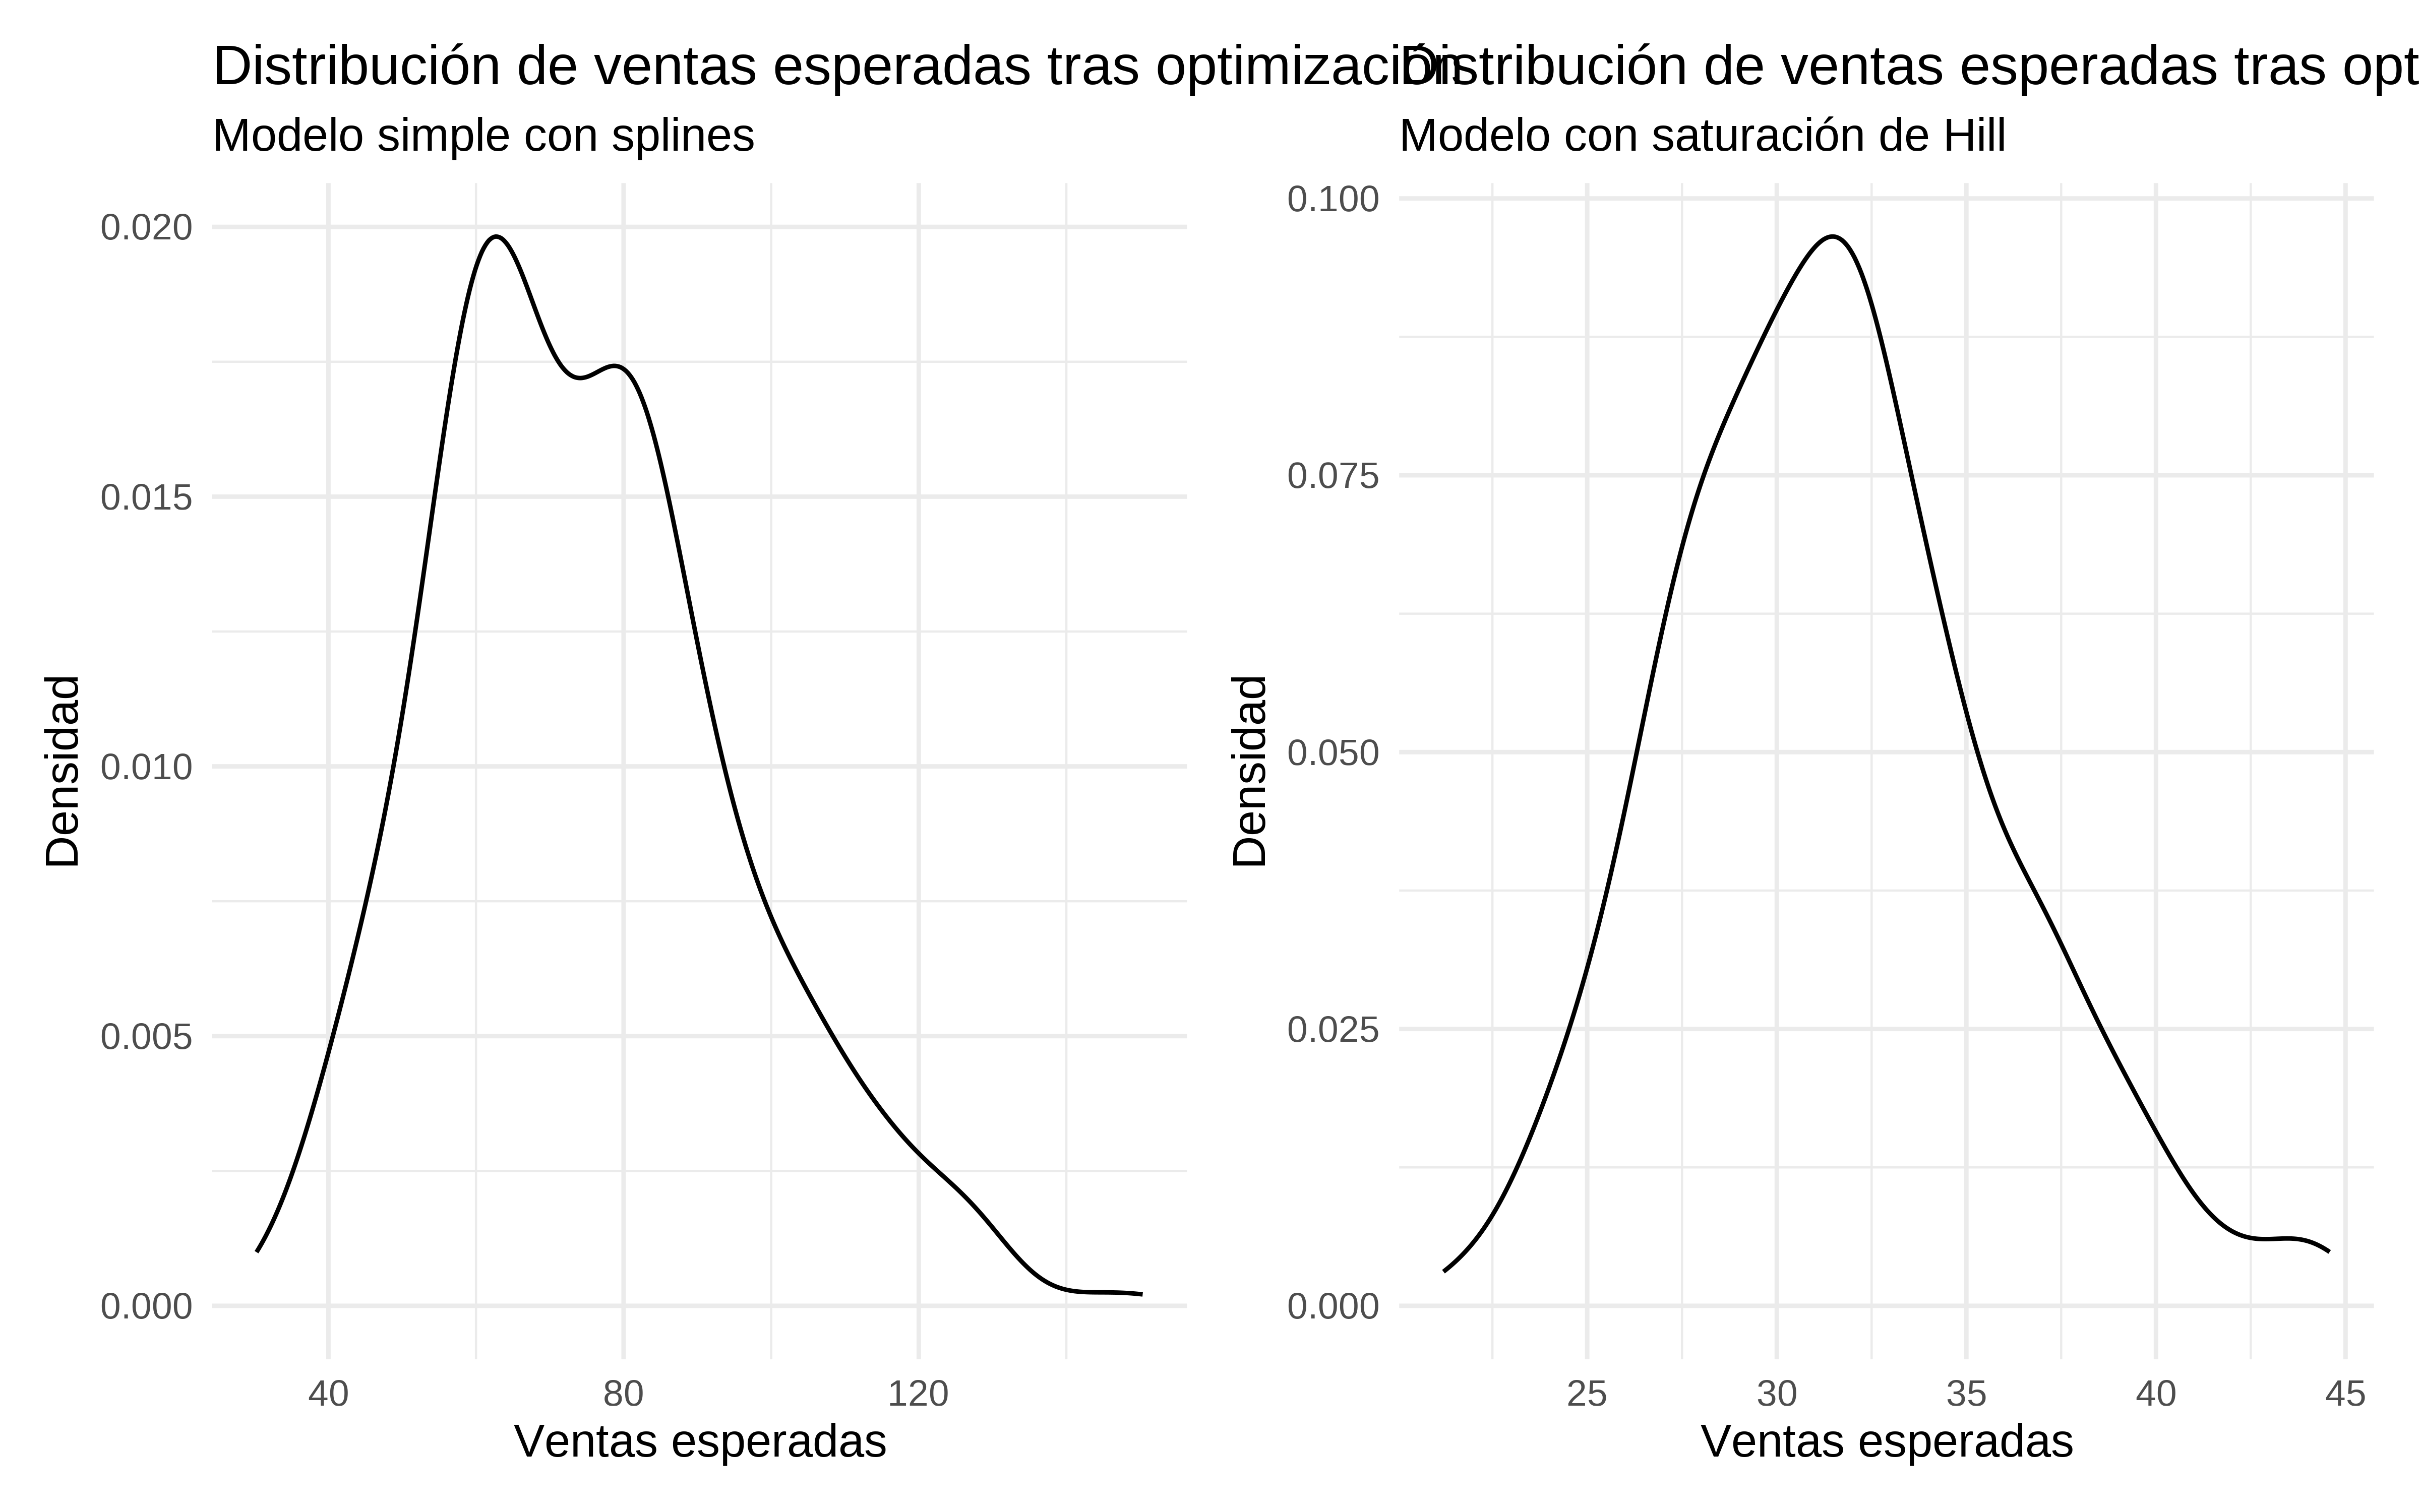 Distribución de ventas esperadas tras optimización
Modelo simple con splines
Densidad
0.020
0.015
0.010
0.005
0.000
40 80 120
Ventas esperadas
Distribución de ventas esperadas tras opt
Modelo con saturación de Hill
Densidad
0.100
0.075
0.050
0.025
0.000
25 30 35 40 45
Ventas esperadas